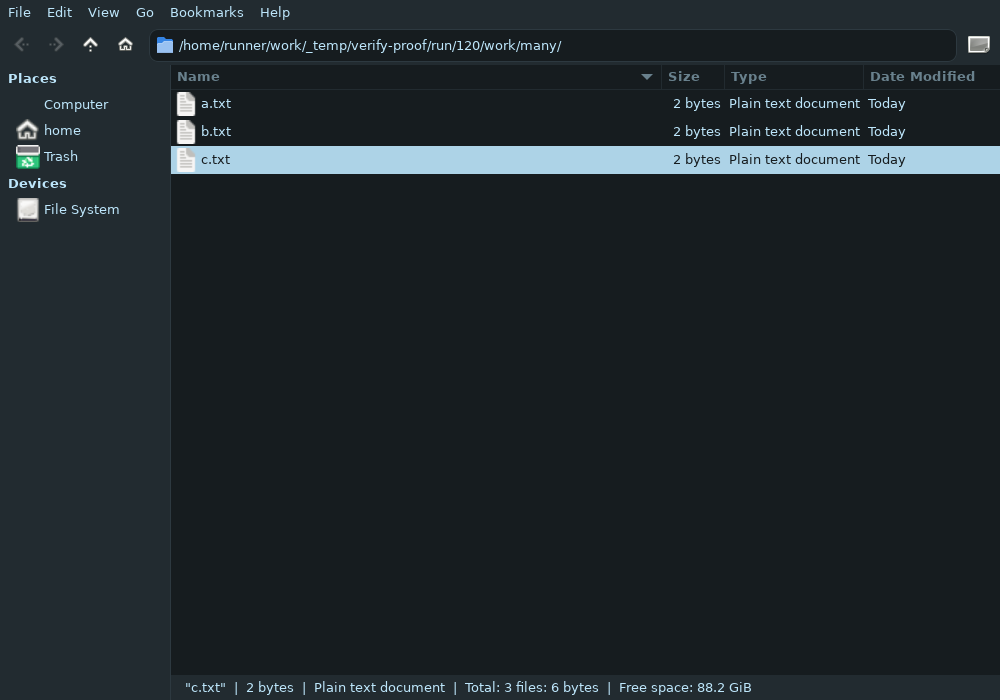 File Edit View Go Bookmarks Help
/home/runner/work/_temp/verify-proof/run/120/work/many/
Places
Computer
home
Trash
Devices
File System
Name Size Type Date Modified
a.txt 2 bytes Plain text document Today
b.txt 2 bytes Plain text document Today
c.txt 2 bytes Plain text document Today
"c.txt" | 2 bytes | Plain text document | Total: 3 files: 6 bytes | Free space: 88.2 GiB